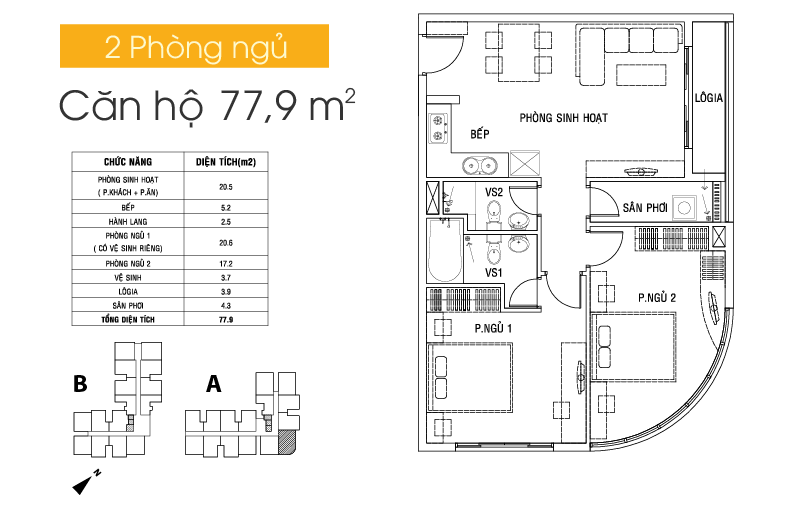 2 Phòng ngủ
Căn hộ 77,9 m2
CHỨC NĂNG DIỆN TÍCH(m2)
PHÒNG SINH HOẠT
( P.KHÁCH + P.ĂN) 20.5
BẾP 5.2
HÀNH LANG 2.5
PHÒNG NGỦ 1
( CÓ VỆ SINH RIÊNG) 20.6
PHÒNG NGỦ 2 17.2
VỆ SINH 3.7
LÔGIA 3.9
SÂN PHƠI 4.3
TỔNG DIỆN TÍCH 77.9
B
A
N
LÔGIA
PHÒNG SINH HOẠT
BẾP
VS2
SÂN PHƠI
VS1
P.NGỦ 2
P.NGỦ 1